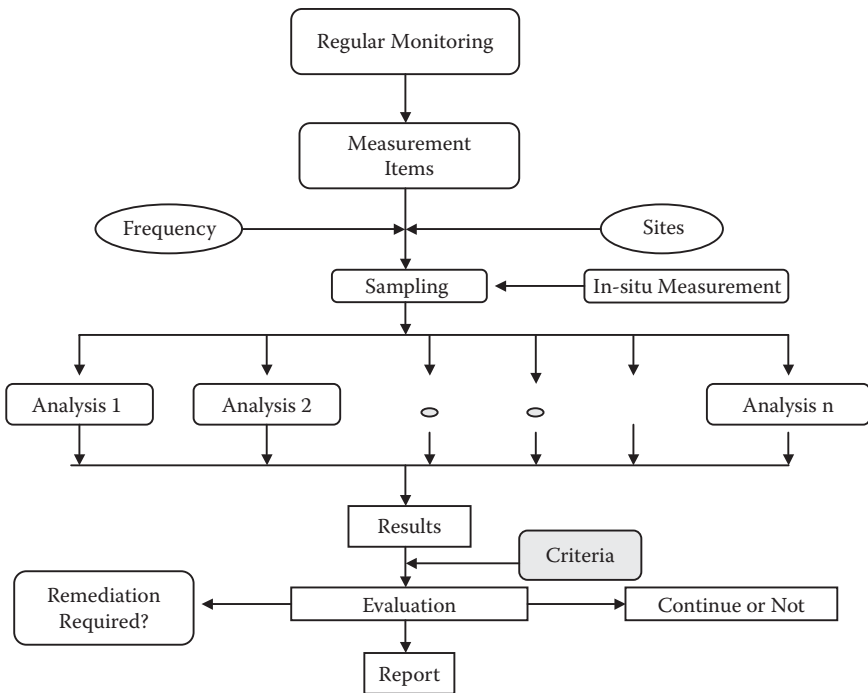 Regular Monitoring
Measurement
Items
Frequency
Sites
Sampling
In-situ Measurement
Analysis 1
Analysis 2
Analysis n
Results
Criteria
Remediation
Required?
Evaluation
Continue or Not
Report